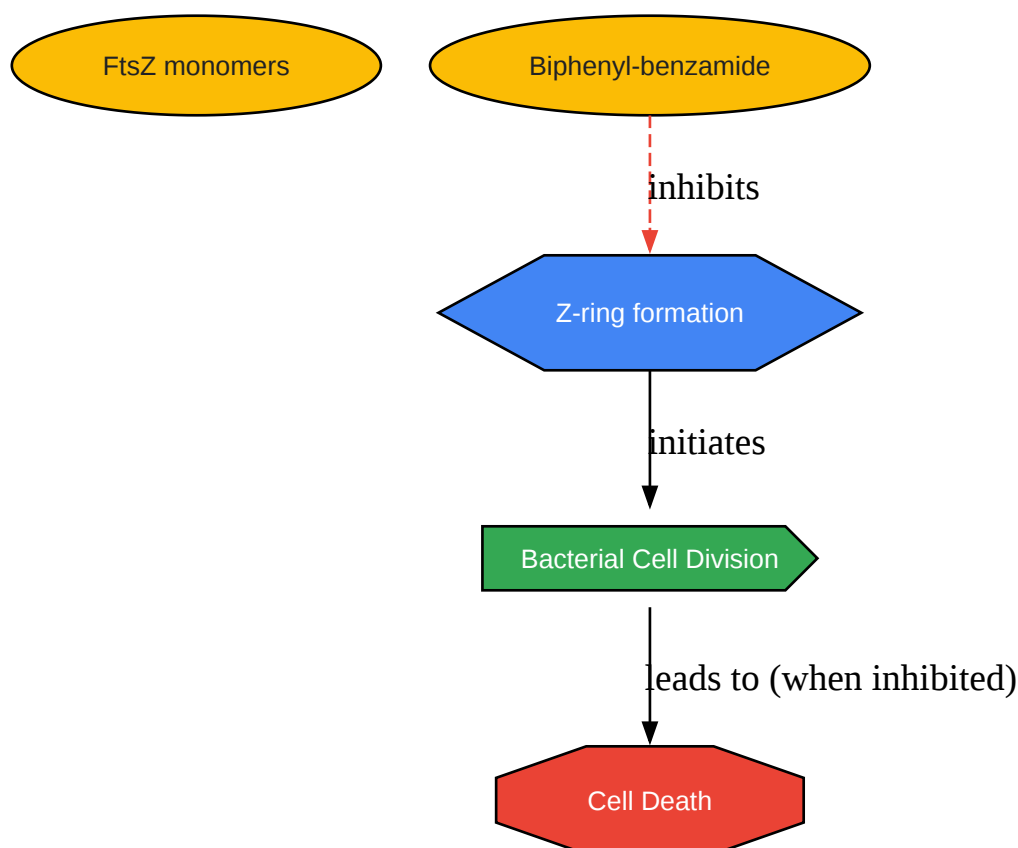 FtsZ monomers
Biphenyl-benzamide
inhibits
Z-ring formation
initiates
Bacterial Cell Division
leads to (when inhibited)
Cell Death